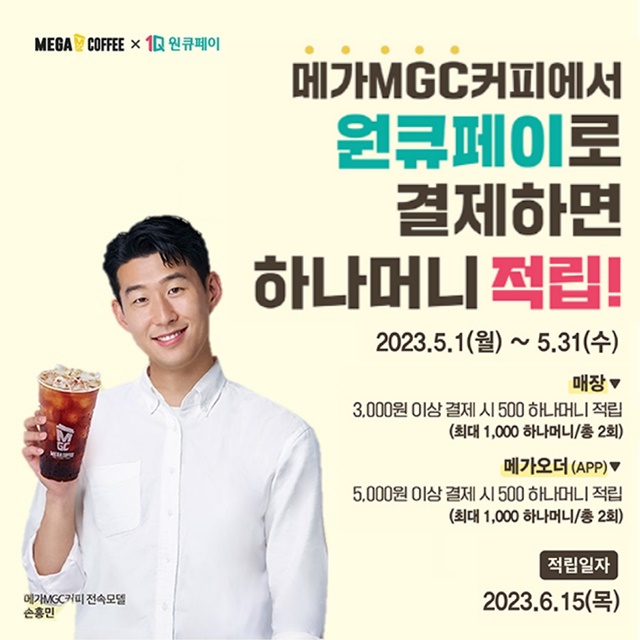 MEGA COFFEE × 1Q 원큐페이
메가MGC커피에서
원큐페이로
결제하면
하나머니 적립!
2023.5.1(월) ~ 5.31(수)
매장▼
3,000원 이상 결제 시 500 하나머니 적립
(최대 1,000 하나머니/총 2회)
메가오더(APP)▼
5,000원 이상 결제 시 500 하나머니 적립
(최대 1,000 하나머니/총 2회)
적립일자
2023.6.15(목)
MGC
메가MGC커피 전속모델
손흥민